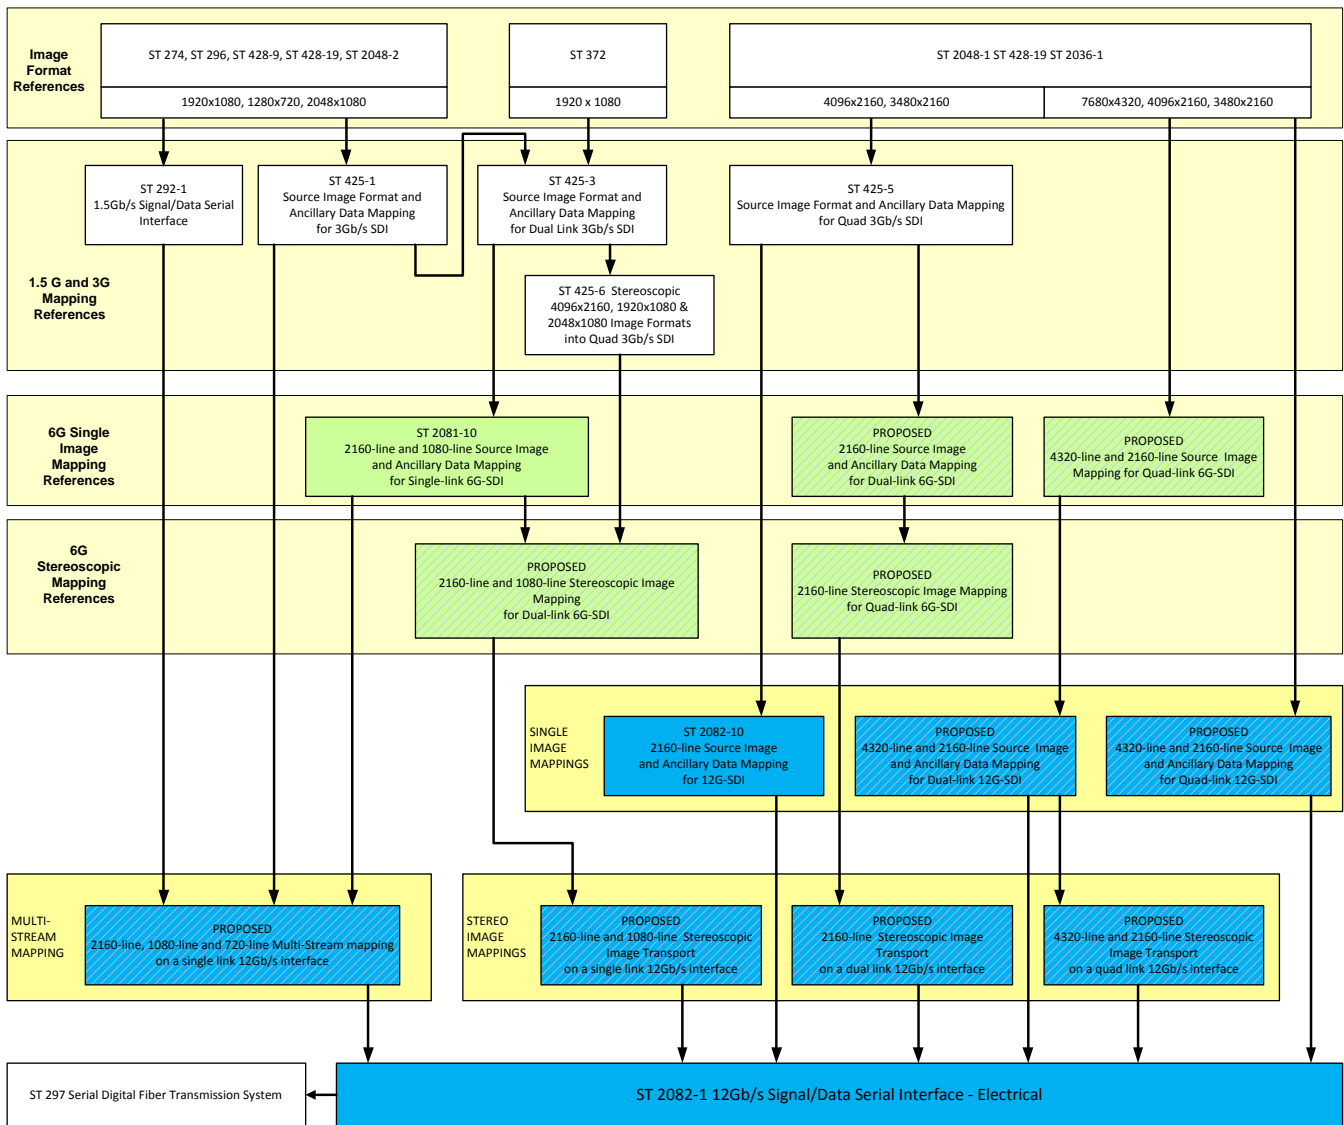 Image
Format
References
ST 274, ST 296, ST 428-9, ST 428-19, ST 2048-2
1920x1080, 1280x720, 2048x1080
ST 372
1920 x 1080
ST 2048-1 ST 428-19 ST 2036-1
4096x2160, 3480x2160
7680x4320, 4096x2160, 3480x2160
1.5 G and 3G
Mapping
References
ST 292-1
1.5Gb/s Signal/Data Serial
Interface
ST 425-1
Source Image Format and
Ancillary Data Mapping
for 3Gb/s SDI
ST 425-3
Source Image Format and
Ancillary Data Mapping
for Dual Link 3Gb/s SDI
ST 425-5
Source Image Format and Ancillary Data Mapping
for Quad 3Gb/s SDI
ST 425-6 Stereoscopic
4096x2160, 1920x1080 &
2048x1080 Image Formats
into Quad 3Gb/s SDI
6G Single
Image
Mapping
References
ST 2081-10
2160-line and 1080-line Source Image
and Ancillary Data Mapping
for Single-link 6G-SDI
PROPOSED
2160-line Source Image
and Ancillary Data Mapping
for Dual-link 6G-SDI
PROPOSED
4320-line and 2160-line Source Image
Mapping for Quad-link 6G-SDI
6G
Stereoscopic
Mapping
References
PROPOSED
2160-line and 1080-line Stereoscopic Image
Mapping
for Dual-link 6G-SDI
PROPOSED
2160-line Stereoscopic Image Mapping
for Quad-link 6G-SDI
SINGLE
IMAGE
MAPPINGS
ST 2082-10
2160-line Source Image
and Ancillary Data Mapping
for 12G-SDI
PROPOSED
4320-line and 2160-line Source Image
and Ancillary Data Mapping
for Dual-link 12G-SDI
PROPOSED
4320-line and 2160-line Source Image
and Ancillary Data Mapping
for Quad-link 12G-SDI
MULTI-
STREAM
MAPPING
PROPOSED
2160-line, 1080-line and 720-line Multi-Stream mapping
on a single link 12Gb/s interface
STEREO
IMAGE
MAPPINGS
PROPOSED
2160-line and 1080-line Stereoscopic
Image Transport
on a single link 12Gb/s interface
PROPOSED
2160-line Stereoscopic Image
Transport
on a dual link 12Gb/s interface
PROPOSED
4320-line and 2160-line Stereoscopic
Image Transport
on a quad link 12Gb/s interface
ST 297 Serial Digital Fiber Transmission System
ST 2082-1 12Gb/s Signal/Data Serial Interface - Electrical